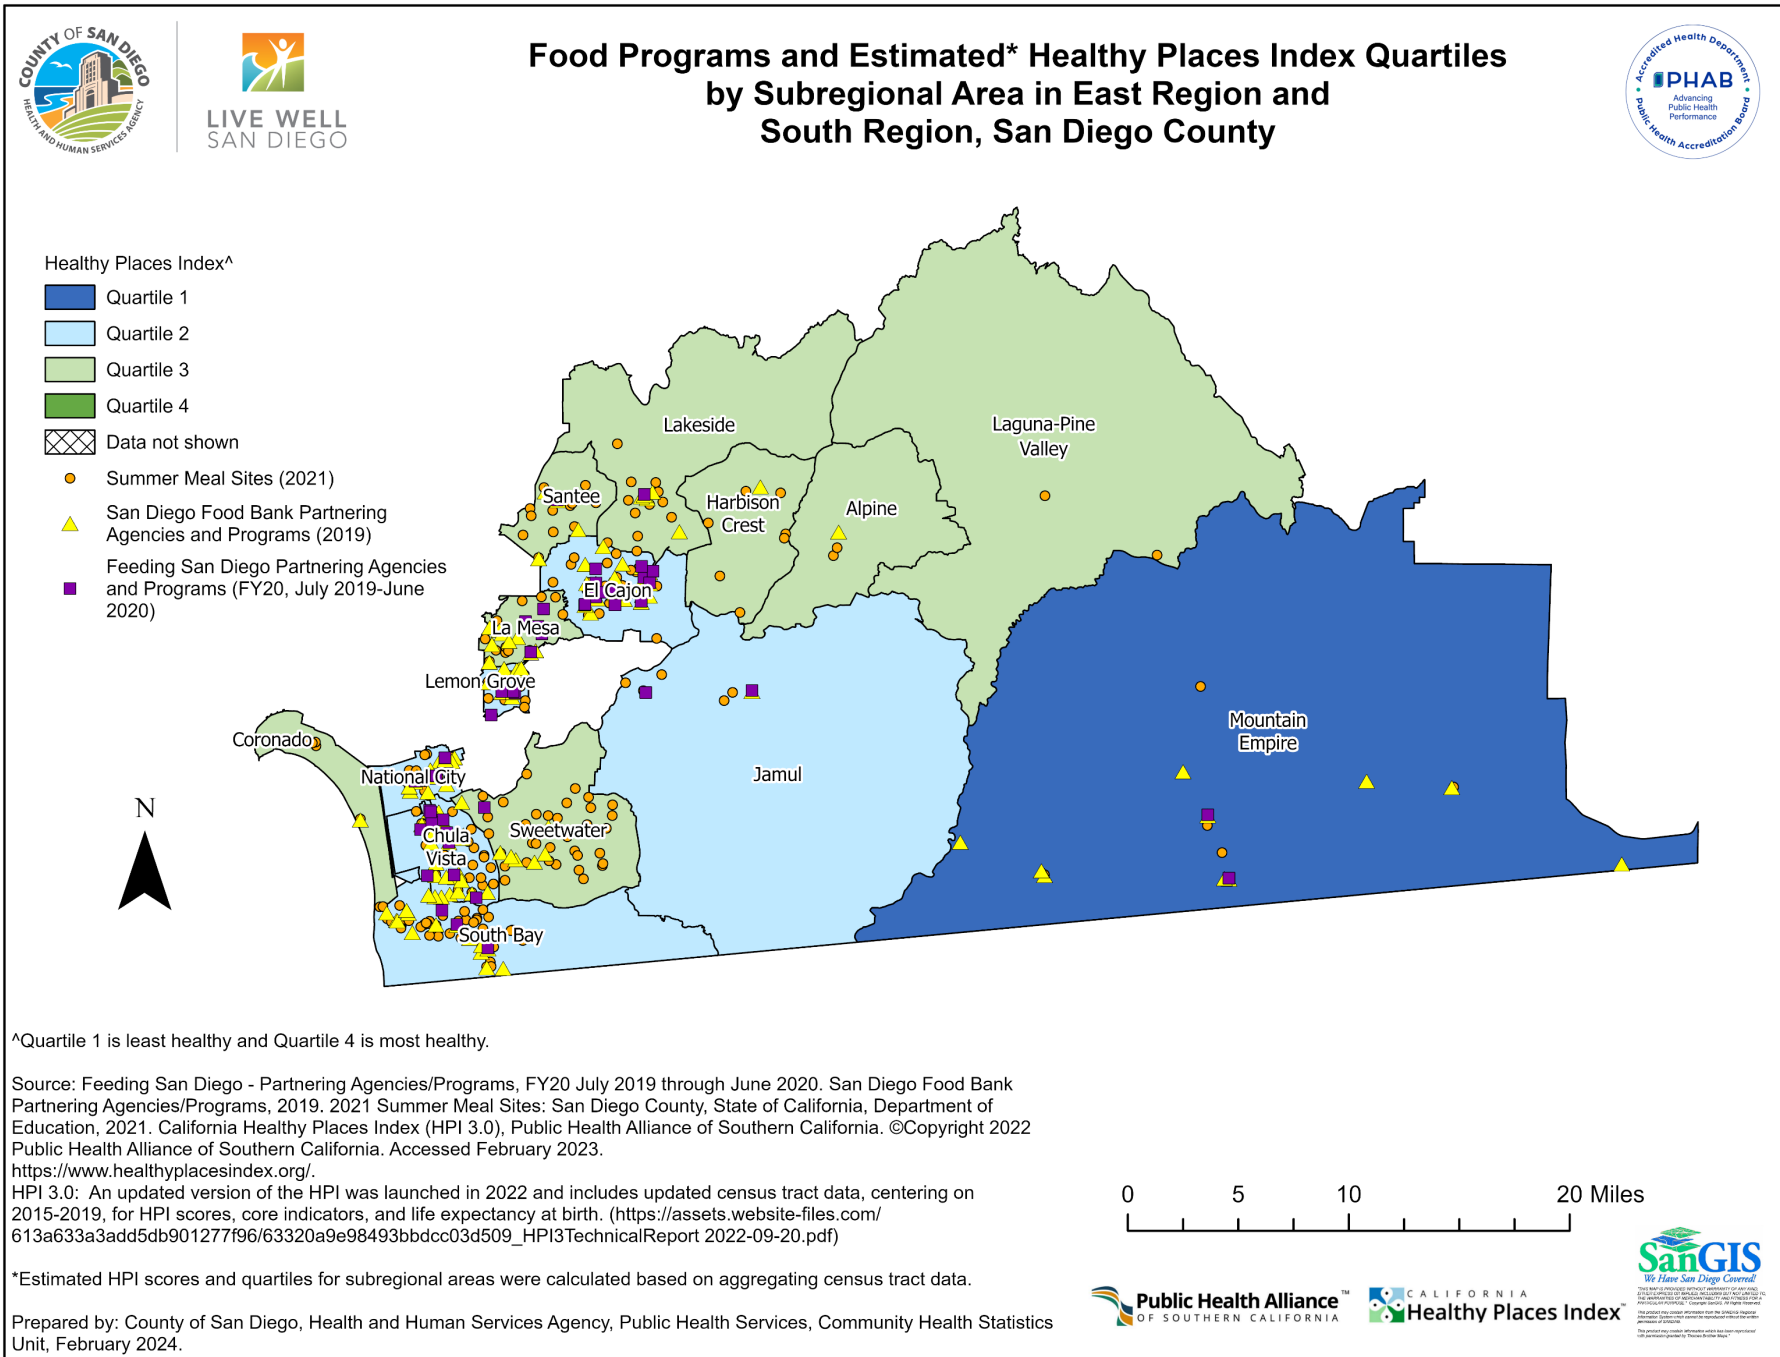 COUNTY OF SAN DIEGO
HEALTH AND HUMAN SERVICES AGENCY
LIVE WELL
SAN DIEGO
Food Programs and Estimated* Healthy Places Index Quartiles
by Subregional Area in East Region and
South Region, San Diego County
Accredited Health Department
PHAB
Advancing
Public Health
Performance
Public Health Accreditation Board
Healthy Places Index^
Quartile 1
Quartile 2
Quartile 3
Quartile 4
Data not shown
Summer Meal Sites (2021)
San Diego Food Bank Partnering
Agencies and Programs (2019)
Feeding San Diego Partnering Agencies
and Programs (FY20, July 2019-June
2020)
Lakeside
Laguna-Pine
Valley
Santee
Harbison
Crest
Alpine
El Cajon
La Mesa
Lemon Grove
Coronado
National City
Mountain
Empire
Jamul
Chula
Vista
Sweetwater
South Bay
N
^Quartile 1 is least healthy and Quartile 4 is most healthy.
Source: Feeding San Diego - Partnering Agencies/Programs, FY20 July 2019 through June 2020. San Diego Food Bank
Partnering Agencies/Programs, 2019. 2021 Summer Meal Sites: San Diego County, State of California, Department of
Education, 2021. California Healthy Places Index (HPI 3.0), Public Health Alliance of Southern California. ©Copyright 2022
Public Health Alliance of Southern California. Accessed February 2023.
https://www.healthyplacesindex.org/.
HPI 3.0:  An updated version of the HPI was launched in 2022 and includes updated census tract data, centering on
2015-2019, for HPI scores, core indicators, and life expectancy at birth. (https://assets.website-files.com/
613a633a3add5db901277f96/63320a9e98493bbdcc03d509_HPI3TechnicalReport 2022-09-20.pdf)
*Estimated HPI scores and quartiles for subregional areas were calculated based on aggregating census tract data.
Prepared by: County of San Diego, Health and Human Services Agency, Public Health Services, Community Health Statistics
Unit, February 2024.
0 5 10 20 Miles
Public Health Alliance™
OF SOUTHERN CALIFORNIA
CALIFORNIA
Healthy Places Index™
SanGIS
We Have San Diego Covered!